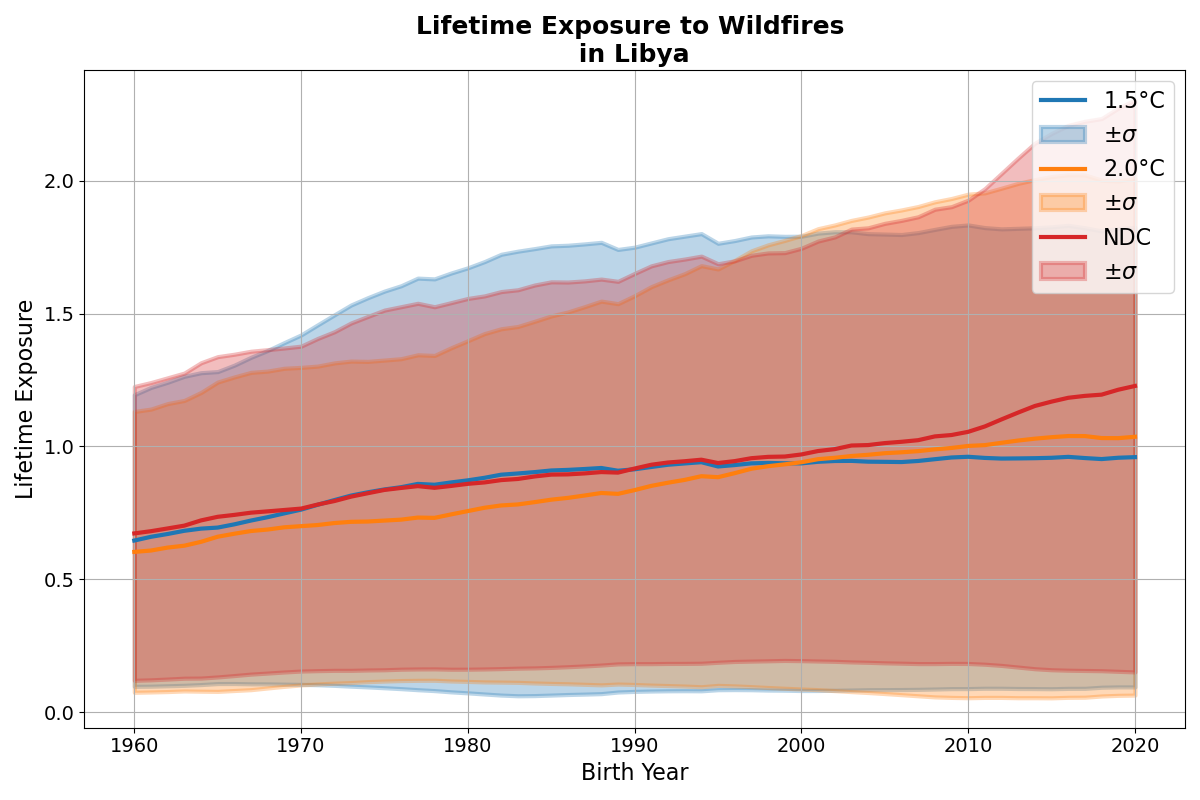 Lifetime Exposure to Wildfires
in Libya
Lifetime Exposure
2.0
1.5
1.0
0.5
0.0
1.5°C
±σ
2.0°C
±σ
NDC
±σ
1960 1970 1980 1990 2000 2010 2020
Birth Year